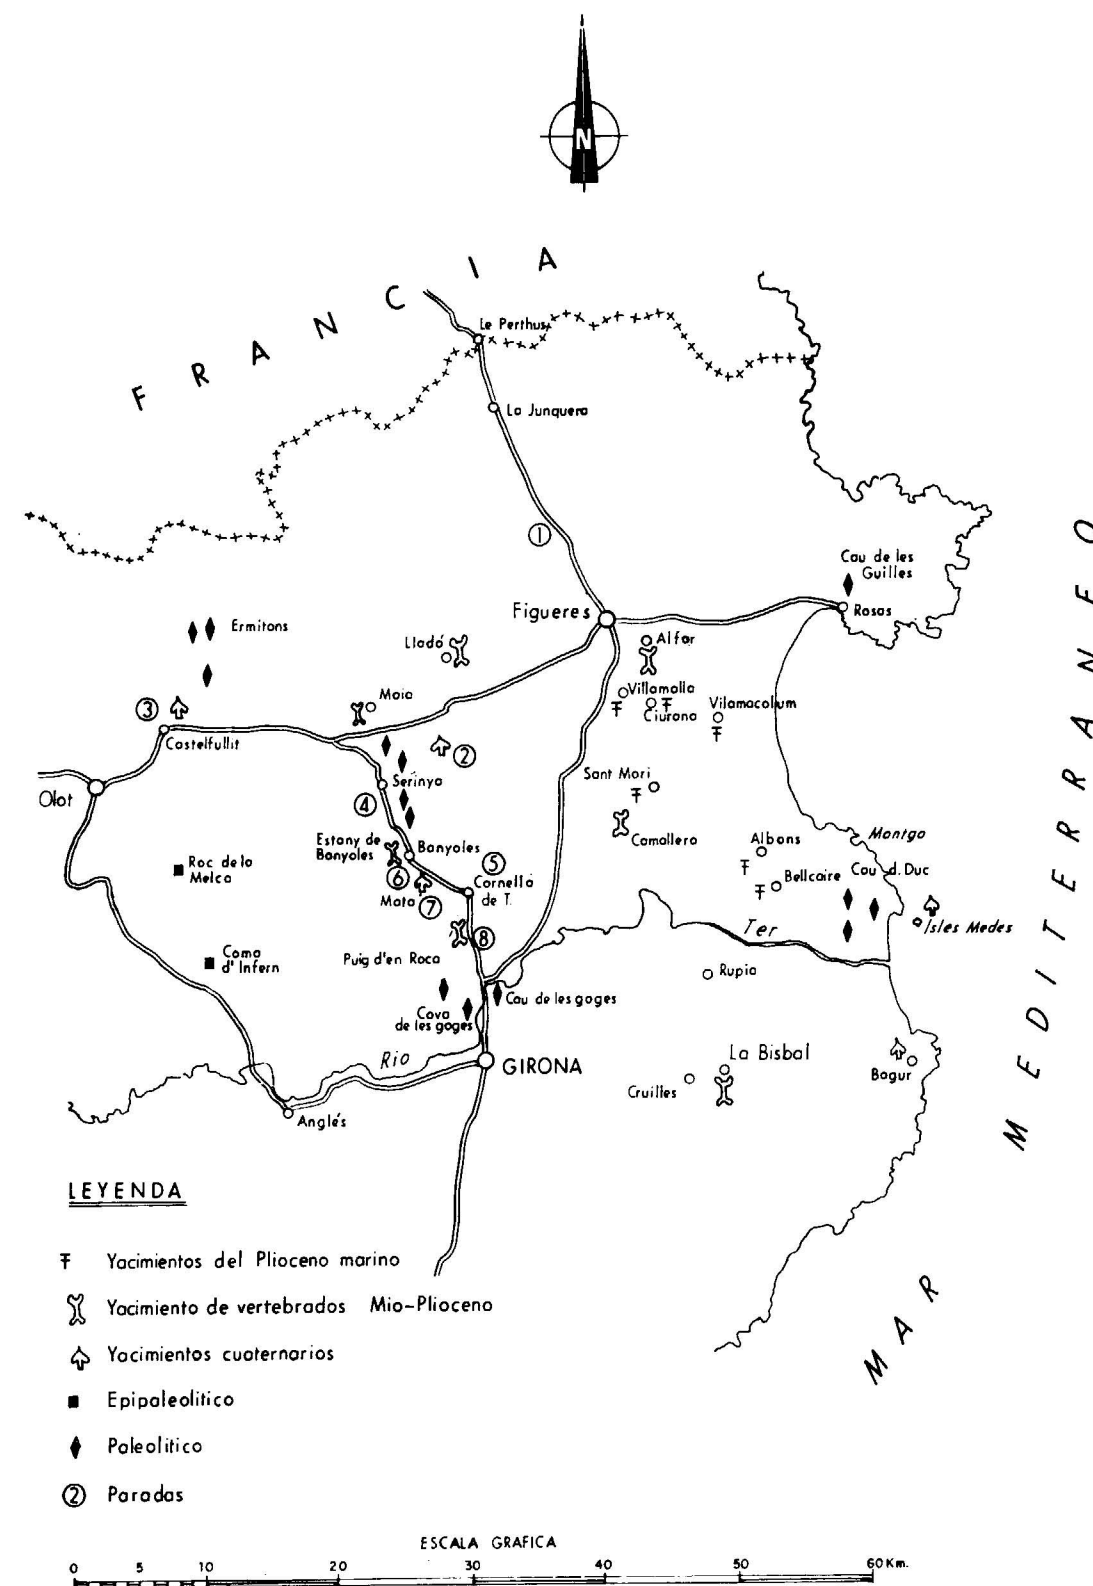 N
FRANCIA
Le Perthus
La Junquera
1
Cau de les
Guilles
Figueres
Rosas
Ermitons
Lladó
Alfar
Maia
Villamalla
Ciurana
Vilamacolum
3
Castelfullit
2
Serinya
Sant Mori
Olot
4
Camallera
Estany de
Banyoles
Banyoles
Albons
Montgo
Roc de la
Melca
5
Bellcaire
Cau d. Duc
6
Mata
7
Cornellá
de T.
Isles Medes
8
Ter
Puig d'en Roca
Coma
d' Infern
Rupia
Cau de les goges
Cova
de les goges
Rio
GIRONA
La Bisbal
Bagur
Cruilles
Anglés
MAR MEDITERRANEO
LEYENDA
Yacimientos del Plioceno marino
Yacimiento de vertebrados Mio-Plioceno
Yacimientos cuaternarios
Epipaleolitico
Paleolitico
2 Paradas
ESCALA GRAFICA
0 5 10 20 30 40 50 60 Km.